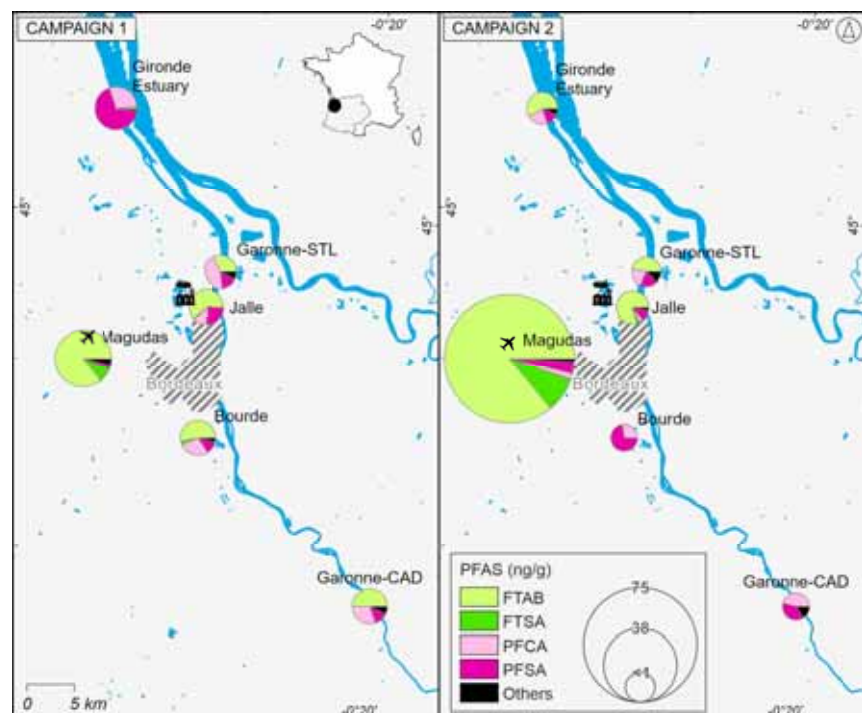 CAMPAIGN 1
-0°20'
Gironde
Estuary
45°
Garonne-STL
Jalle
Magudas
Bordeaux
Bourde
Garonne-CAD
0 5 km
-0°20'
CAMPAIGN 2
-0°20'
Gironde
Estuary
45°
45°
Garonne-STL
Jalle
Magudas
Bordeaux
Bourde
Garonne-CAD
PFAS (ng/g)
FTAB
FTSA
PFCA
PFSA
Others
75
38
<1
-0°20'